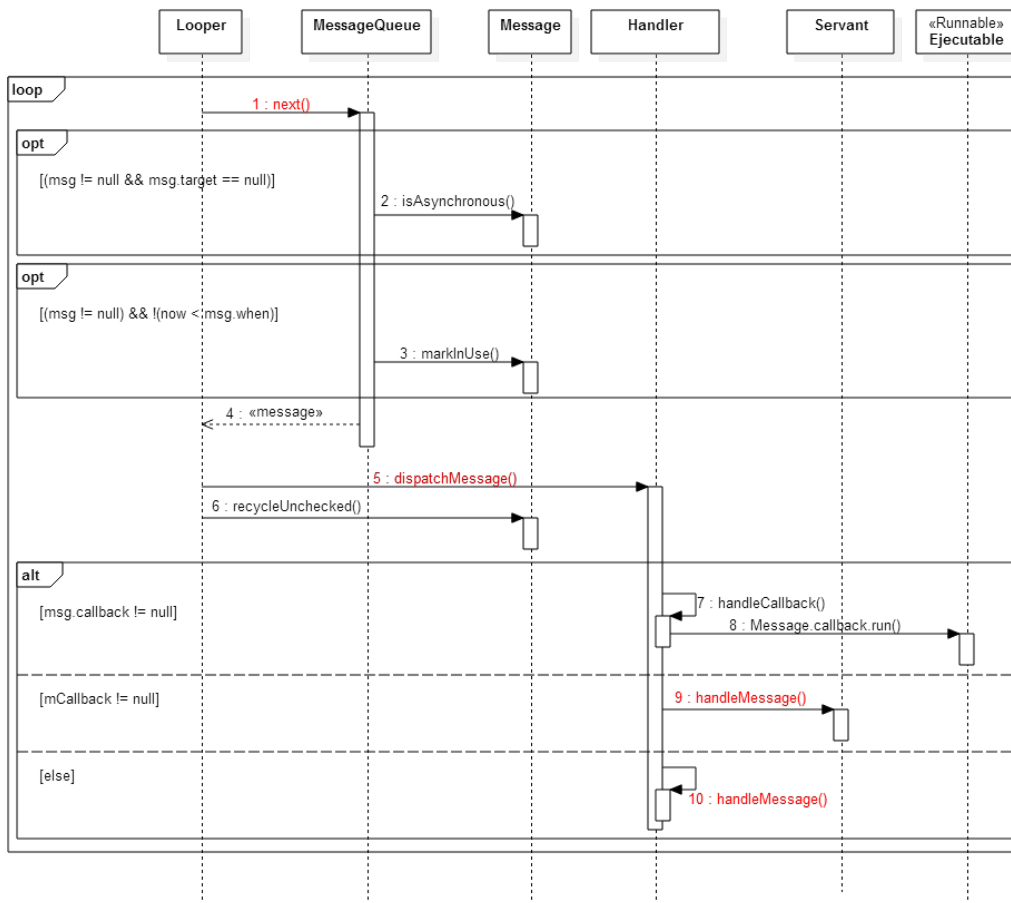 Looper
MessageQueue
Message
Handler
Servant
«Runnable»
Ejecutable
loop
1 : next()
opt
[(msg != null && msg.target == null)]
2 : isAsynchronous()
opt
[(msg != null) && !(now < msg.when)]
3 : markInUse()
4 : «message»
5 : dispatchMessage()
6 : recycleUnchecked()
alt
[msg.callback != null]
7 : handleCallback()
8 : Message.callback.run()
[mCallback != null]
9 : handleMessage()
[else]
10 : handleMessage()